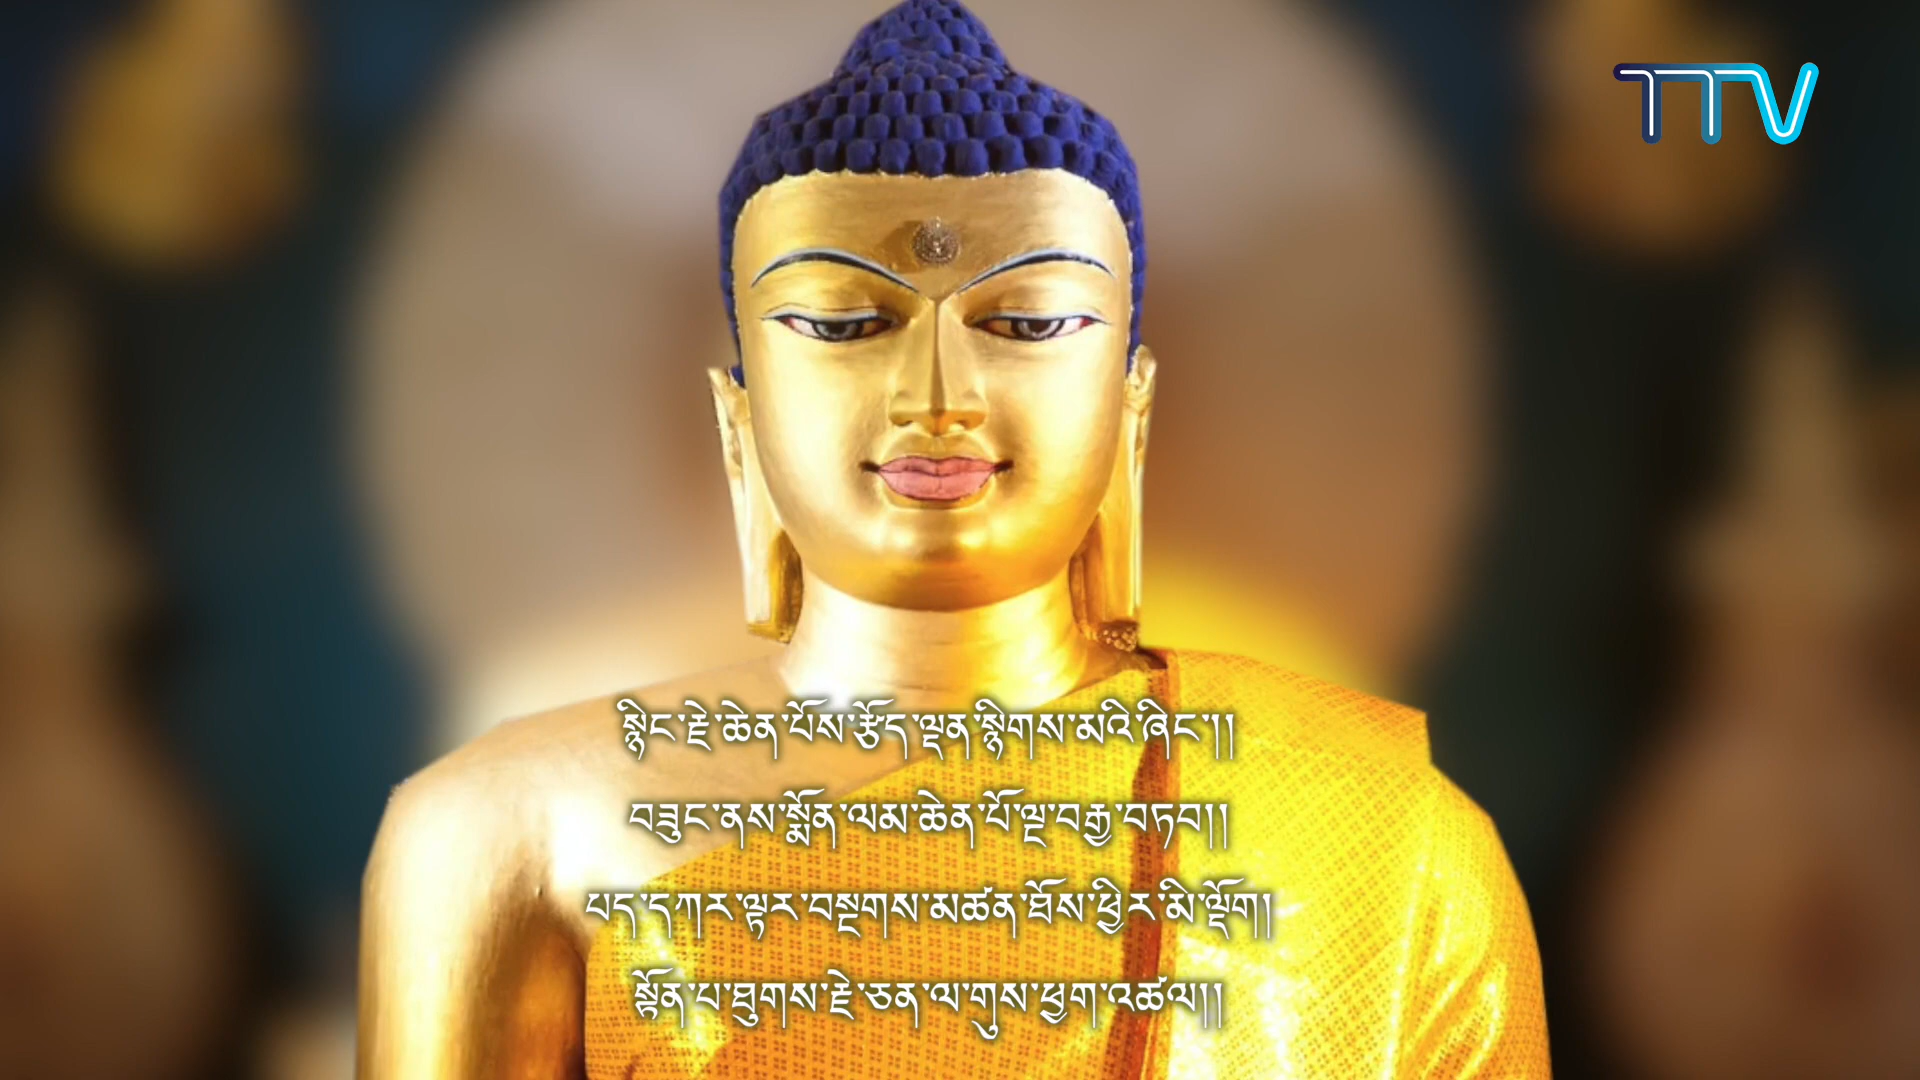 TTV
སྙིང་རྗེ་ཆེན་པོས་རྩོད་ལྡན་སྙིགས་མའི་ཞིང་།།
བཟུང་ནས་སྨོན་ལམ་ཆེན་པོ་ལྔ་བརྒྱ་བཏབ།།
པད་དཀར་ལྟར་བསྔགས་མཚན་ཐོས་ཕྱིར་མི་ལྡོག།
སྟོན་པ་ཐུགས་རྗེ་ཅན་ལ་གུས་ཕྱག་འཚལ།།